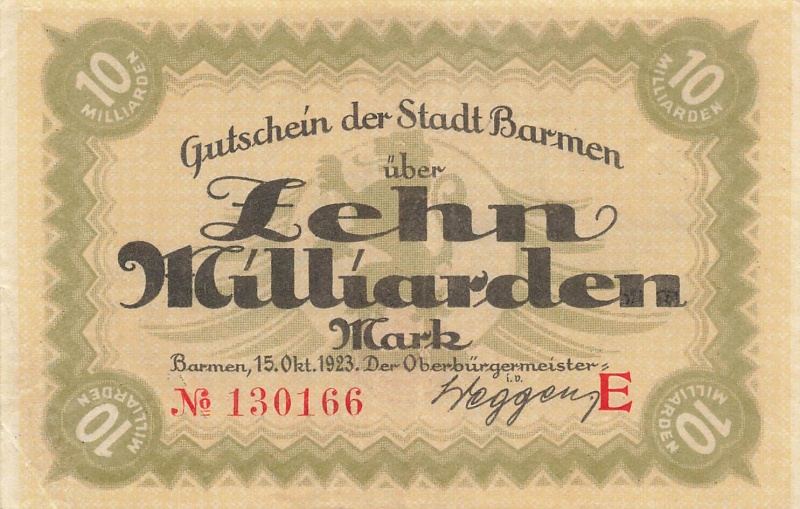 10 MILLIARDEN
10 MILLIARDEN
Gutschein der Stadt Barmen
über
Zehn
Milliarden
Mark
Barmen, 15. Okt. 1923. Der Oberbürgermeister:
i.V.
№ 130166
E
10 MILLIARDEN
10 MILLIARDEN